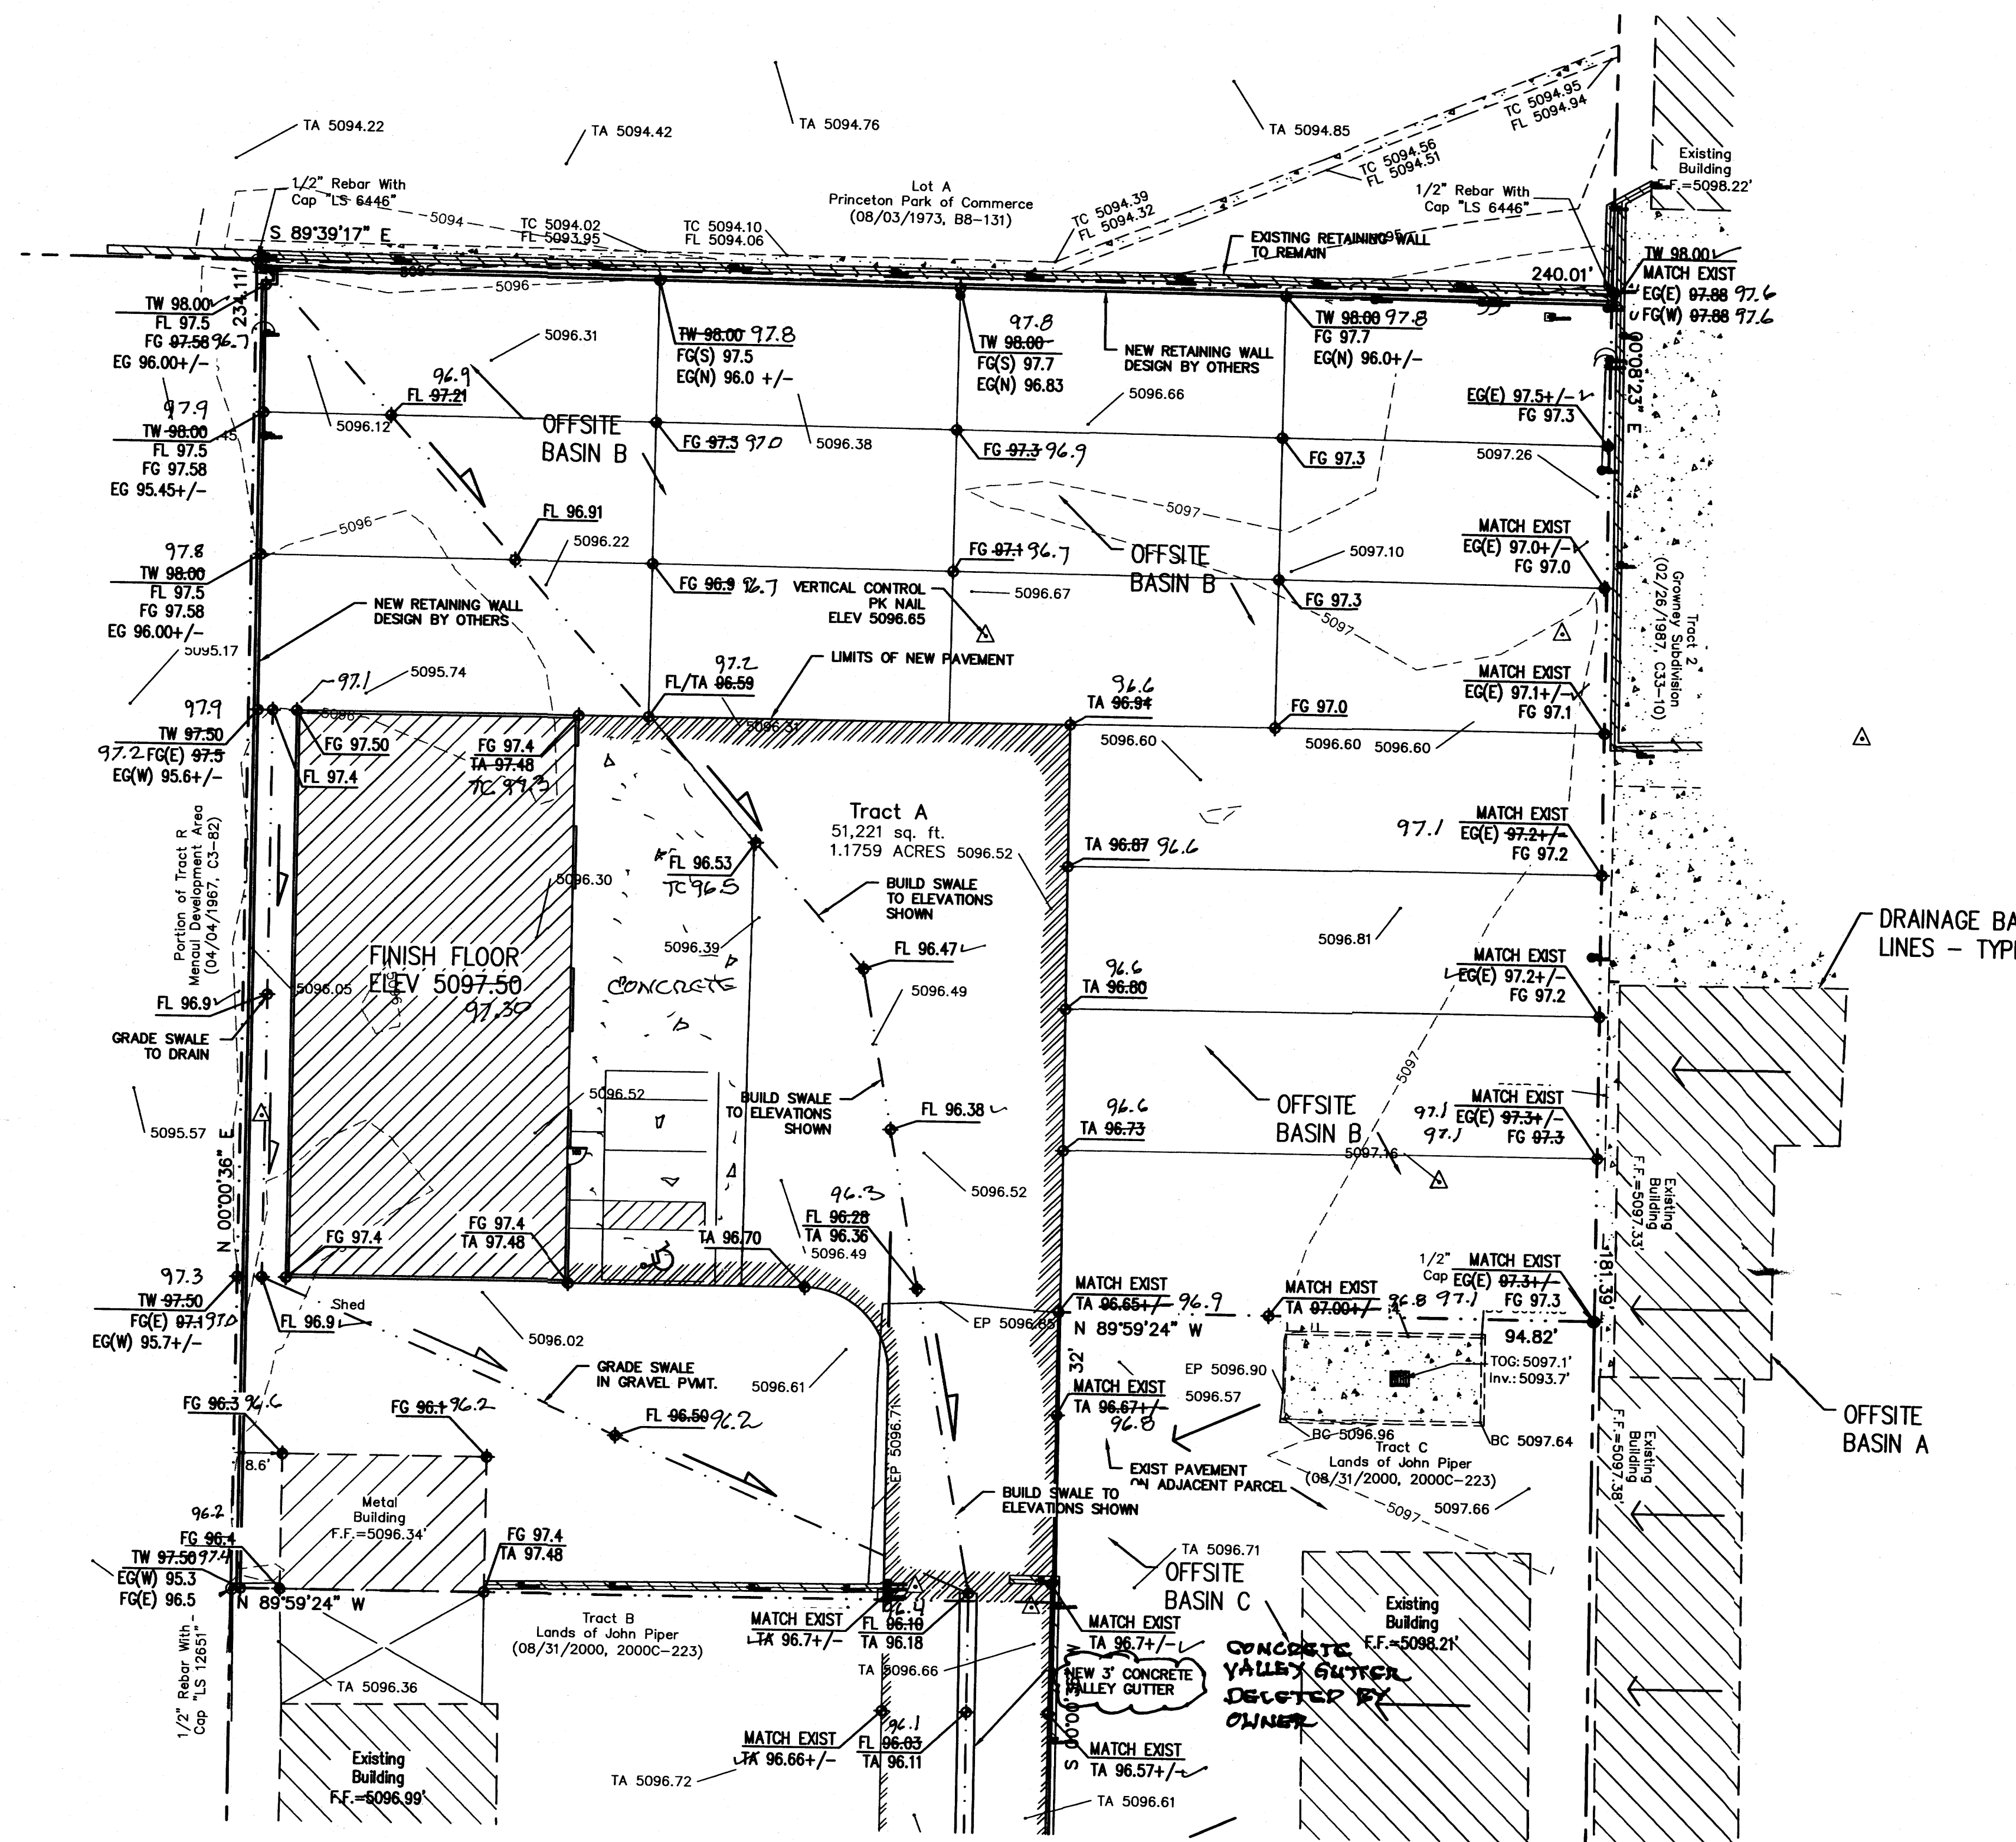 TA 5094.22
TA 5094.42
TA 5094.76
TA 5094.85
TC 5094.95
FL 5094.94
TC 5094.56
FL 5094.51
Existing
Building
F.F.=5098.22'
1/2" Rebar With
Cap "LS 6446"
5094
Lot A
Princeton Park of Commerce
(08/03/1973, B8-131)
1/2" Rebar With
Cap "LS 6446"
S 89°39'17" E
TC 5094.02
FL 5093.95
TC 5094.10
FL 5094.06
TC 5094.39
FL 5094.32
EXISTING RETAINING WALL
TO REMAIN
5095
240.01'
TW 98.00
MATCH EXIST
EG(E) 97.88 97.6
FG(W) 97.88 97.6
5095
5096
234.11'
TW 98.00
FL 97.5
FG 97.58 96.7
EG 96.00+/-
5096.31
TW 98.00 97.8
FG(S) 97.5
EG(N) 96.0 +/-
97.8
TW 98.00
FG(S) 97.7
EG(N) 96.83
NEW RETAINING WALL
DESIGN BY OTHERS
TW 98.00 97.8
FG 97.7
EG(N) 96.0+/-
00°08'23" E
96.9
FL 97.21
5096.12
OFFSITE
BASIN B
5096.38
5096.66
EG(E) 97.5+/-
FG 97.3
97.9
TW 98.00
FL 97.5
FG 97.58
EG 95.45+/-
FG 97.3 97.0
FG 97.3 96.9
FG 97.3
5097.26
5096
FL 96.91
5096.22
5097
OFFSITE
BASIN B
5097.10
MATCH EXIST
EG(E) 97.0+/-
FG 97.0
97.8
TW 98.00
FL 97.5
FG 97.58
EG 96.00+/-
FG 96.9 96.7
FG 97.1 96.7
FG 97.3
NEW RETAINING WALL
DESIGN BY OTHERS
VERTICAL CONTROL
PK NAIL
ELEV 5096.65
5096.67
5097
Tract 2
Growney Subdivision
(02/26/1987, C33-10)
5095.17
5095.74
97.1
97.2
FL/TA 96.59
LIMITS OF NEW PAVEMENT
MATCH EXIST
EG(E) 97.1+/-
FG 97.1
97.9
TW 97.50
97.2 FG(E) 97.5
EG(W) 95.6+/-
FG 97.50
FL 97.4
FG 97.4
TA 97.48
TC 97.3
5096.31
96.6
TA 96.94
FG 97.0
5096.60
5096.60
5096.60
Portion of Tract R
Menaul Development Area
(04/04/1967, C3-82)
Tract A
51,221 sq. ft.
1.1759 ACRES
5096.52
FL 96.53
TC 96.5
5096.30
TA 96.87 96.6
97.1
MATCH EXIST
EG(E) 97.2+/-
FG 97.2
BUILD SWALE
TO ELEVATIONS
SHOWN
FINISH FLOOR
ELEV 5097.50
97.30
5096.39
FL 96.47
5096.81
DRAINAGE BA
LINES - TYP
CONCRETE
5096.49
96.6
TA 96.80
MATCH EXIST
EG(E) 97.2+/-
FG 97.2
FL 96.9
5096.05
GRADE SWALE
TO DRAIN
5096.52
BUILD SWALE
TO ELEVATIONS
SHOWN
FL 96.38
5097
OFFSITE
BASIN B
5097.16
5095.57
96.6
TA 96.73
97.1
97.1
MATCH EXIST
EG(E) 97.3+/-
FG 97.3
N 00°00'36" E
5096.52
Existing
Building
F.F.=5097.33'
96.3
FL 96.28
TA 96.36
5096.49
FG 97.4
FG 97.4
TA 97.48
TA 96.70
97.3
TW 97.50
FG(E) 97.1 97.0
EG(W) 95.7+/-
FL 96.9
Shed
5096.02
EP 5096.85
MATCH EXIST
TA 96.65+/- 96.9
MATCH EXIST
TA 97.00+/- 96.8
1/2"
Cap
MATCH EXIST
EG(E) 97.3+/-
97.1
FG 97.3
181.39'
N 89°59'24" W
94.82'
GRADE SWALE
IN GRAVEL PVMT.
5096.61
32'
EP 5096.90
5096.57
TOG: 5097.1'
Inv.: 5093.7'
MATCH EXIST
TA 96.67+/-
96.8
FG 96.3 96.6
FG 96.1 96.2
FL 96.50 96.2
EP 5096.71
BC 5096.96
BC 5097.64
Tract C
Lands of John Piper
(08/31/2000, 2000C-223)
EXIST PAVEMENT
ON ADJACENT PARCEL
OFFSITE
BASIN A
Existing
Building
F.F.=5097.38'
8.6'
Metal
Building
F.F.=5096.34'
BUILD SWALE TO
ELEVATIONS SHOWN
5097
5097.66
96.2
FG 96.4
TW 97.50 97.4
EG(W) 95.3
FG(E) 96.5
FG 97.4
TA 97.48
TA 5096.71
OFFSITE
BASIN C
N 89°59'24" W
1/2" Rebar With
Cap "LS 12651"
Tract B
Lands of John Piper
(08/31/2000, 2000C-223)
MATCH EXIST
TA 96.7+/-
96.4
FL 96.10
TA 96.18
MATCH EXIST
TA 96.7+/-
Existing
Building
F.F.=5098.21'
TA 5096.66
NEW 3' CONCRETE
VALLEY GUTTER
CONCRETE
VALLEY GUTTER
DELETED BY
OWNER
TA 5096.36
MATCH EXIST
TA 96.66+/-
96.1
FL 96.03
TA 96.11
MATCH EXIST
TA 96.57+/-
Existing
Building
F.F.=5096.99'
TA 5096.72
TA 5096.61